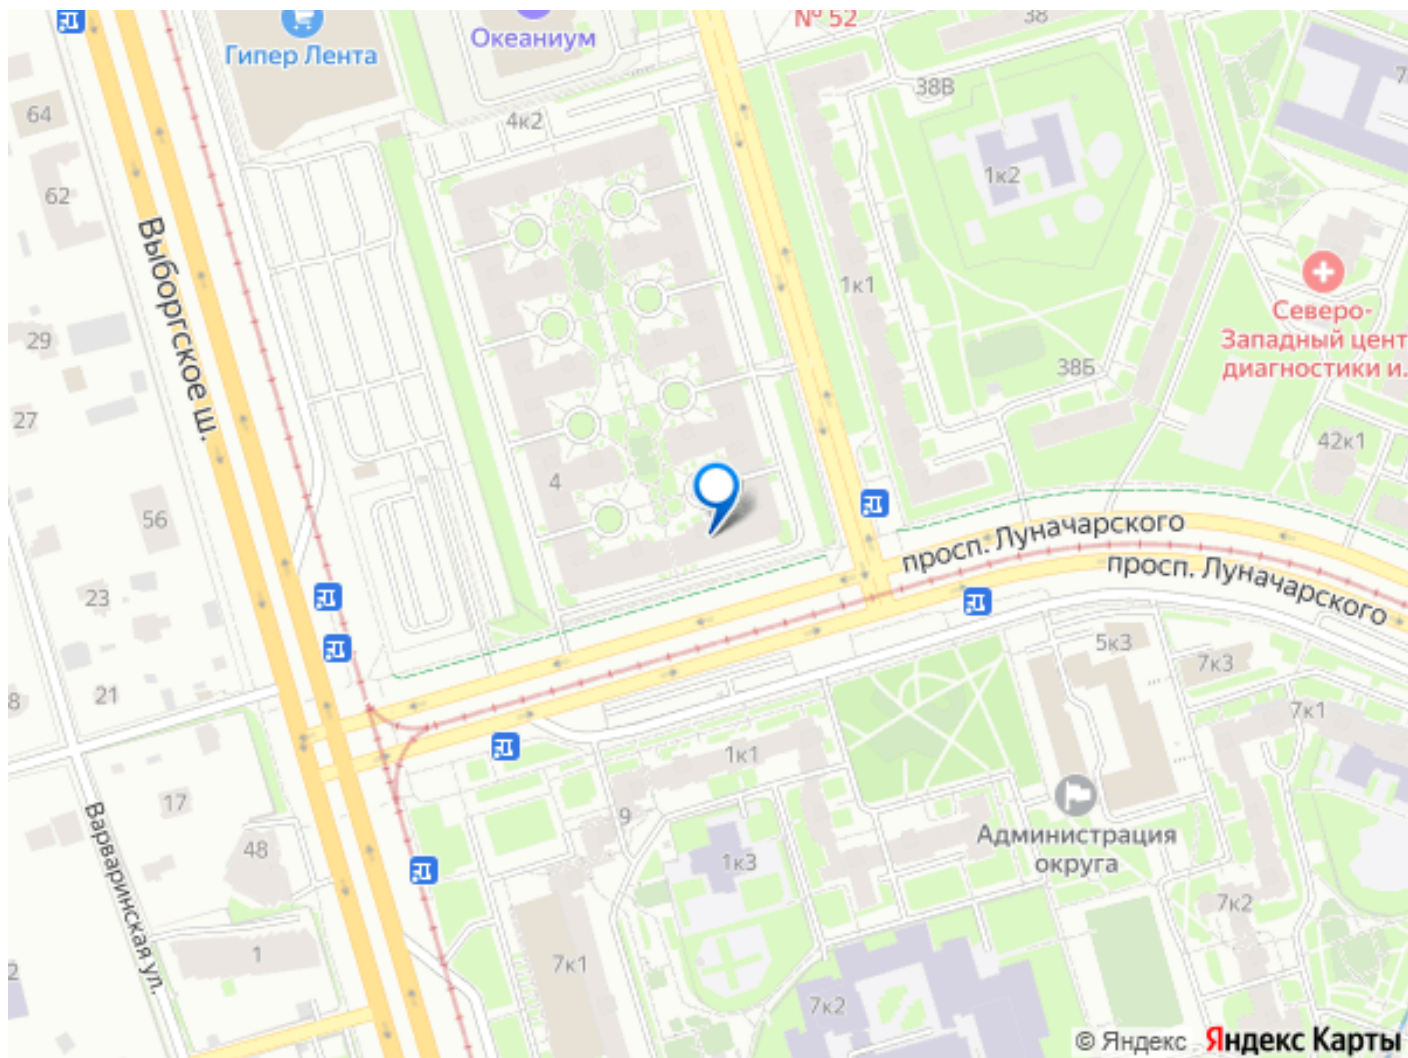 № 52
38
Гипер Лента
Океаниум
64
4к2
38В
1к2
62
Выборгское ш.
1к1
Северо-
Западный цент
диагностики и.
29
38Б
27
42к1
4
56
просп. Луначарского
просп. Луначарского
23
5к3
7к3
21
7к1
1к1
17
9
Варваринская ул.
Администрация
округа
48
1к3
7к2
1
7к1
7к2
© Яндекс Яндекс Карты